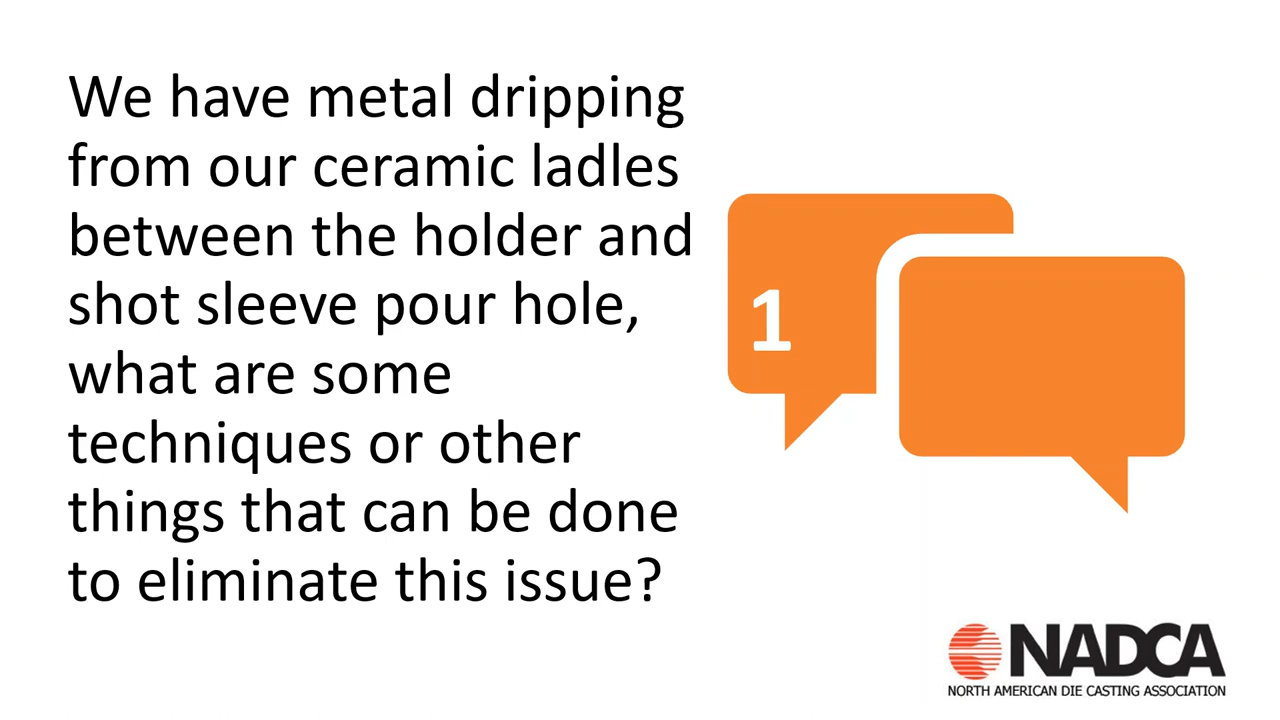 We have metal dripping
from our ceramic ladles
between the holder and
shot sleeve pour hole,
what are some
techniques or other
things that can be done
to eliminate this issue?
1
NADCA
NORTH AMERICAN DIE CASTING ASSOCIATION